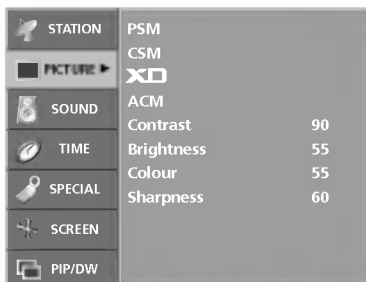 STATION
PICTURE ►
SOUND
TIME
SPECIAL
SCREEN
PIP/DW
PSM
CSM
XD
ACM
Contrast 90
Brightness 55
Colour 55
Sharpness 60